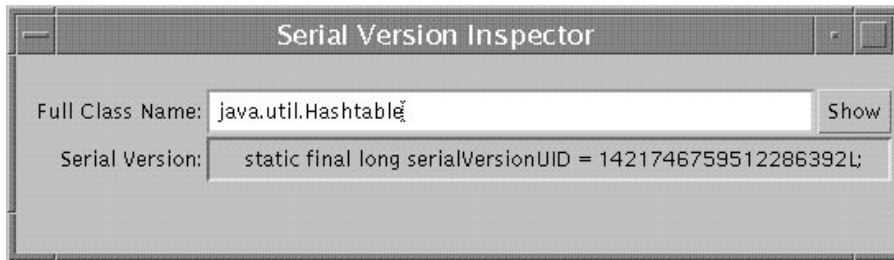 Serial Version Inspector
Full Class Name: java.util.Hashtable Show
Serial Version: static final long serialVersionUID = 1421746759512286392L;